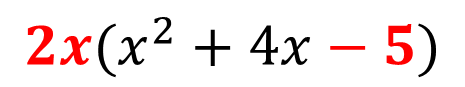 2x(x² + 4x − 5)